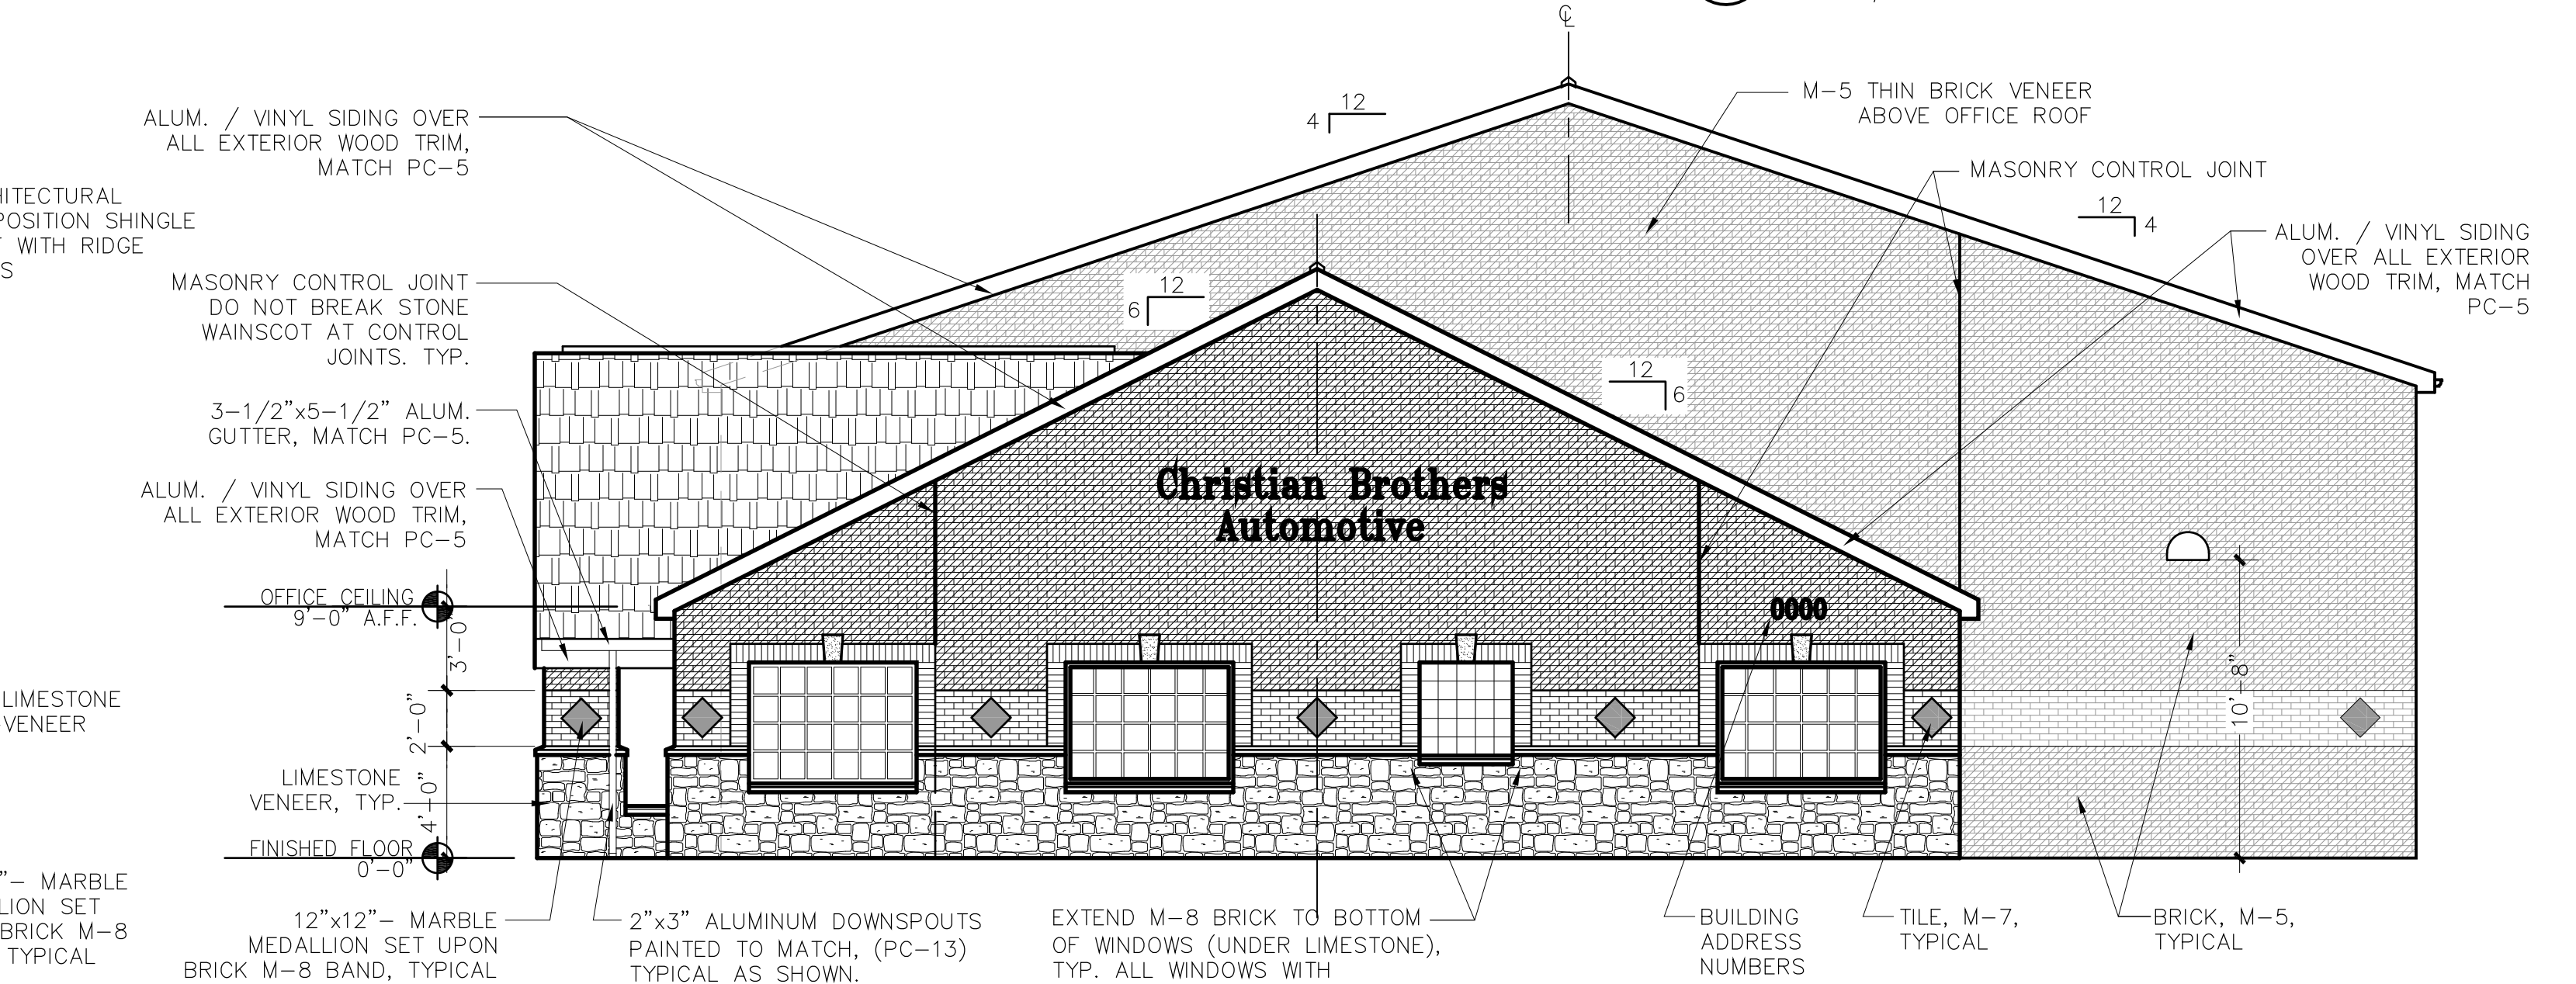 ℄
ALUM. / VINYL SIDING OVER
ALL EXTERIOR WOOD TRIM,
MATCH PC-5
12
4
M-5 THIN BRICK VENEER
ABOVE OFFICE ROOF
MASONRY CONTROL JOINT
12
4
HITECTURAL
POSITION SHINGLE
WITH RIDGE
S
ALUM. / VINYL SIDING
OVER ALL EXTERIOR
WOOD TRIM, MATCH
PC-5
MASONRY CONTROL JOINT
DO NOT BREAK STONE
WAINSCOT AT CONTROL
JOINTS. TYP.
12
6
12
6
3-1/2"x5-1/2" ALUM.
GUTTER, MATCH PC-5.
Christian Brothers
Automotive
ALUM. / VINYL SIDING OVER
ALL EXTERIOR WOOD TRIM,
MATCH PC-5
OFFICE CEILING
9'-0" A.F.F.
0000
3'-0"
LIMESTONE
VENEER
2'-0"
10'-8"
LIMESTONE
VENEER, TYP.
4'-0"
FINISHED FLOOR
0'-0"
"- MARBLE
LION SET
BRICK M-8
TYPICAL
12"x12"- MARBLE
MEDALLION SET UPON
BRICK M-8 BAND, TYPICAL
2"x3" ALUMINUM DOWNSPOUTS
PAINTED TO MATCH, (PC-13)
TYPICAL AS SHOWN.
EXTEND M-8 BRICK TO BOTTOM
OF WINDOWS (UNDER LIMESTONE),
TYP. ALL WINDOWS WITH
BUILDING
ADDRESS
NUMBERS
TILE, M-7,
TYPICAL
BRICK, M-5,
TYPICAL